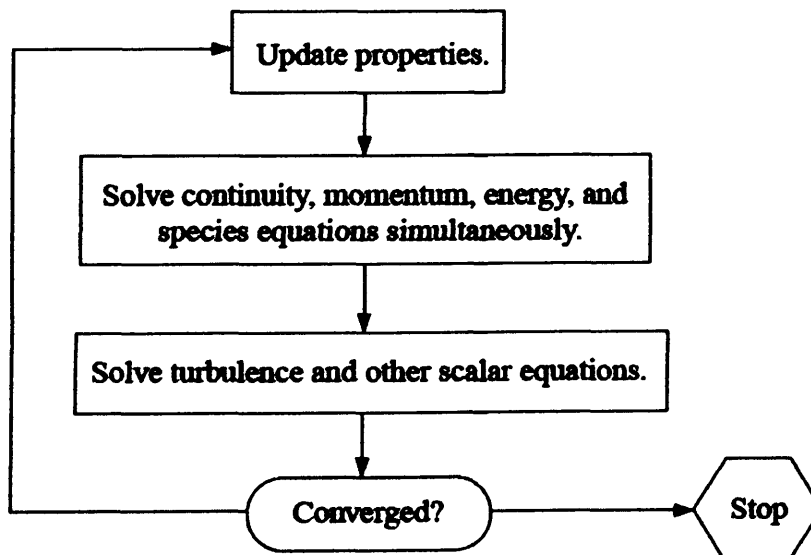 Update properties.
Solve continuity, momentum, energy, and
species equations simultaneously.
Solve turbulence and other scalar equations.
Converged?
Stop